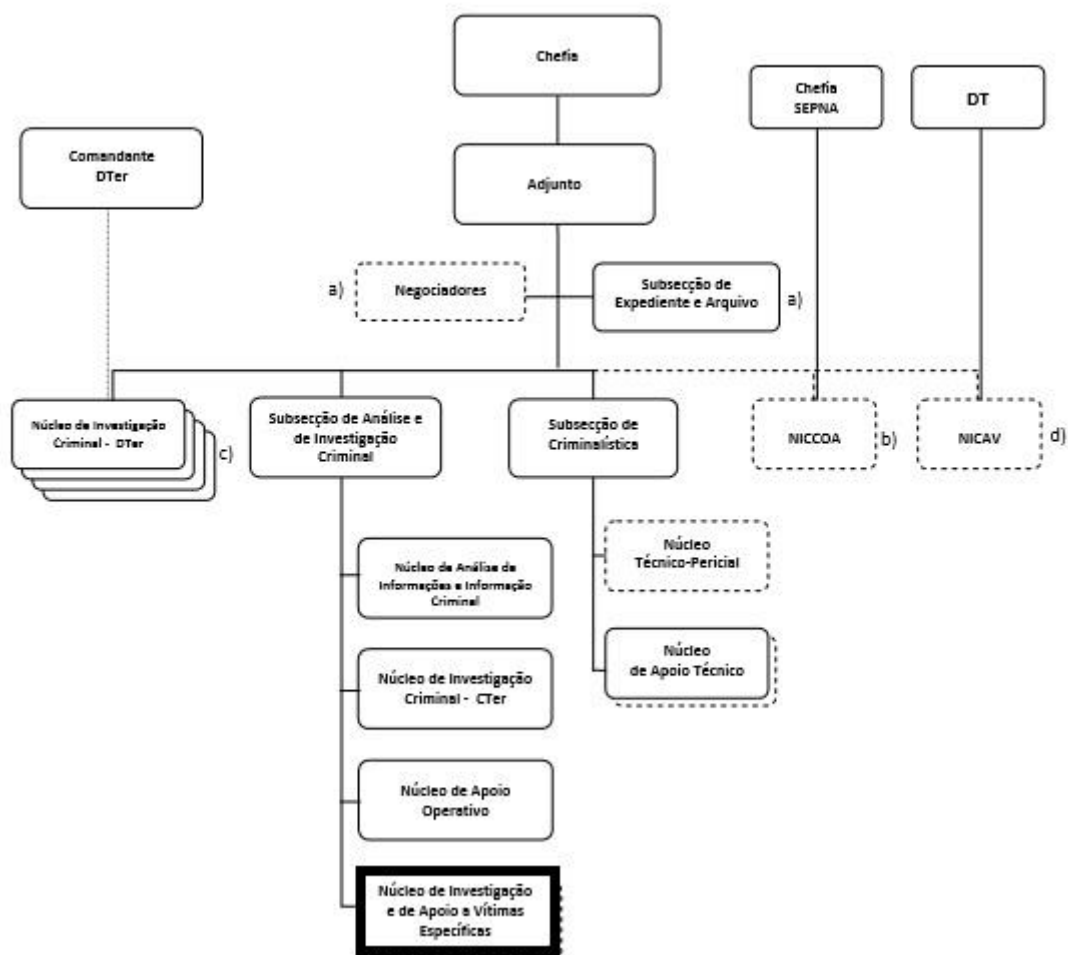 Chefia
Chefia
SEPNA
DT
Comandante
DTer
Adjunto
a)
Negociadores
Subsecção de
Expediente e Arquivo
a)
Núcleo de Investigação
Criminal - DTer
c)
Subsecção de Análise e
de Investigação
Criminal
Subsecção de
Criminalística
NICCOA
b)
NICAV
d)
Núcleo de Análise de
Informações e Informação
Criminal
Núcleo
Técnico-Pericial
Núcleo de Investigação
Criminal - CTer
Núcleo
de Apoio Técnico
Núcleo de Apoio
Operativo
Núcleo de Investigação
e de Apoio a Vítimas
Específicas